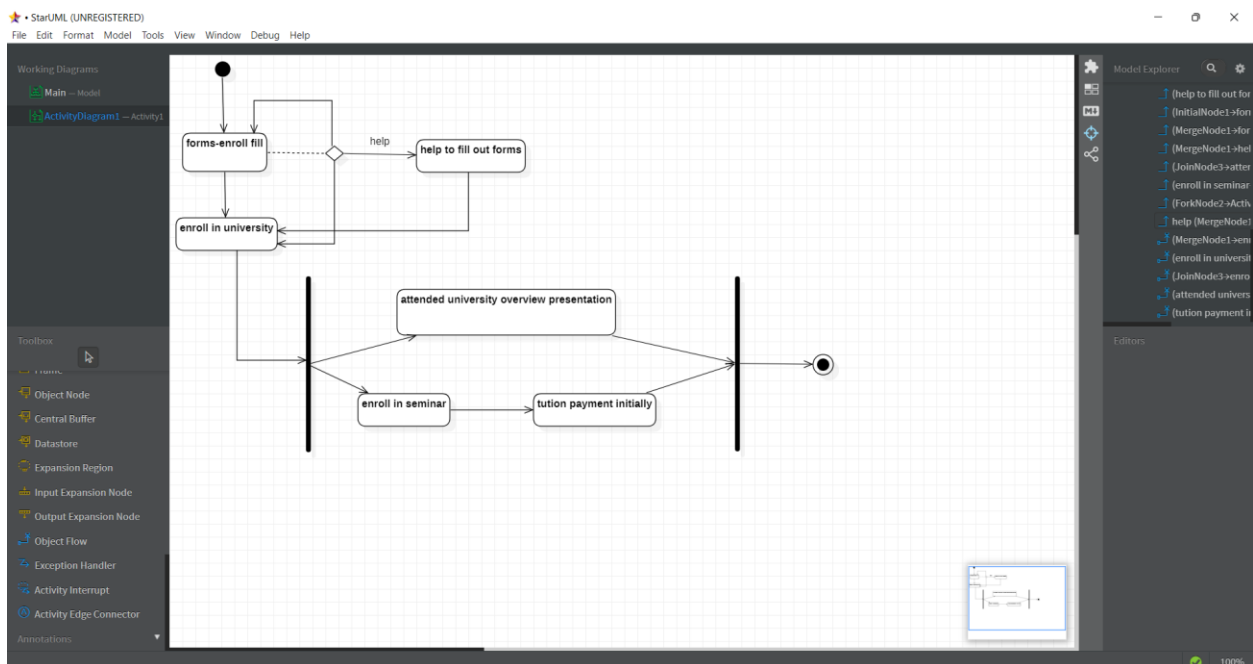 • StarUML (UNREGISTERED)
File Edit Format Model Tools View Window Debug Help
Working Diagrams
Main — Model
ActivityDiagram1 — Activity1
Toolbox
Frame
Object Node
Central Buffer
Datastore
Expansion Region
Input Expansion Node
Output Expansion Node
Object Flow
Exception Handler
Activity Interrupt
Activity Edge Connector
Annotations
forms-enroll fill
help
help to fill out forms
enroll in university
attended university overview presentation
enroll in seminar
tution payment initially
Model Explorer
(help to fill out for
(InitialNode1→for
(MergeNode1→for
(MergeNode1→hel
(JoinNode3→atter
(enroll in seminar
(ForkNode2→Activ
help (MergeNode1
(MergeNode1→en
(enroll in universit
(JoinNode3→enro
(attended univers
(tution payment i
Editors
100%